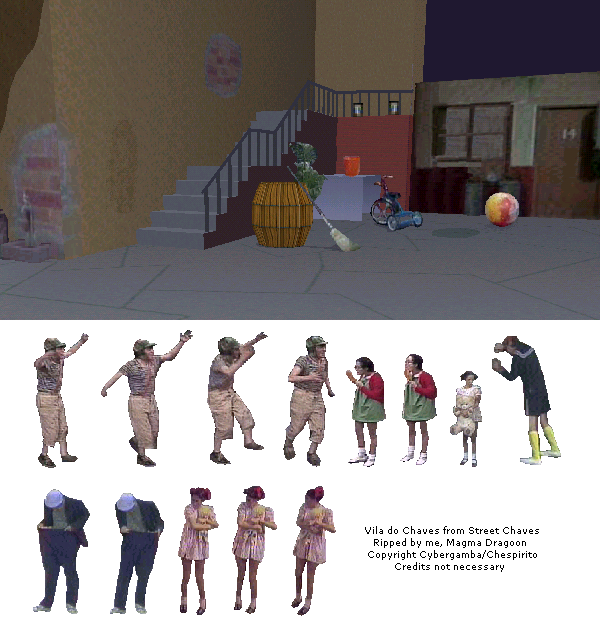 14
Vila do Chaves from Street Chaves
Ripped by me, Magma Dragoon
Copyright Cybergamba/Chespirito
Credits not necessary